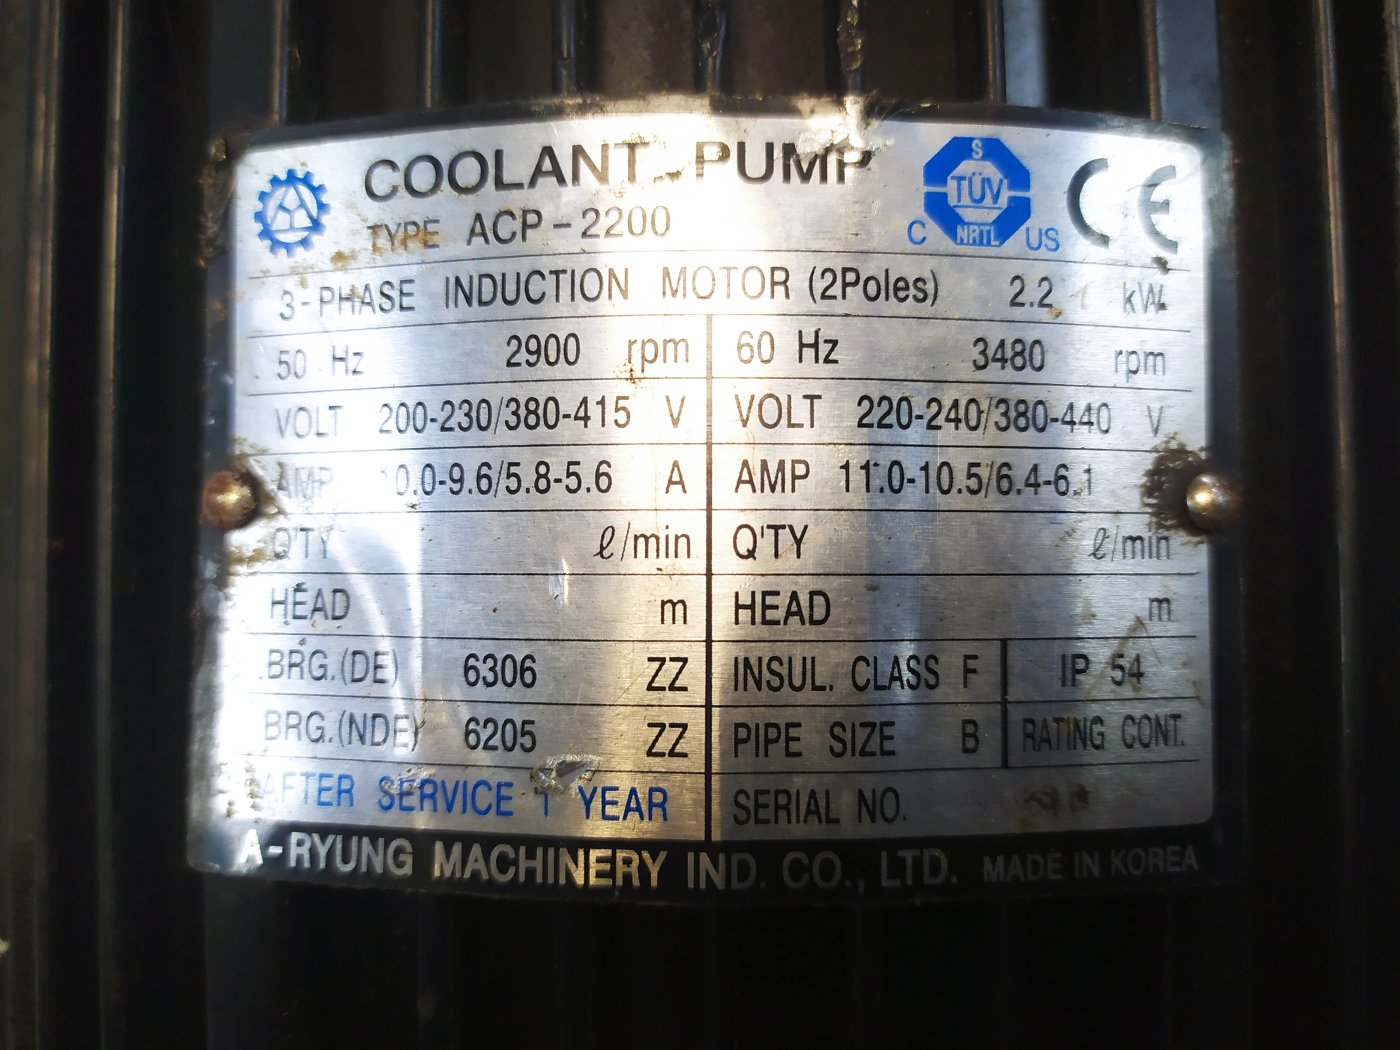 COOLANT PUMP
TYPE ACP-2200
S
TÜV
NRTL
C US
CE
3-PHASE INDUCTION MOTOR (2Poles) 2.2 kW
50 Hz 2900 rpm 60 Hz 3480 rpm
VOLT 200-230/380-415 V VOLT 220-240/380-440 V
AMP 10.0-9.6/5.8-5.6 A AMP 11.0-10.5/6.4-6.1
Q'TY ℓ/min Q'TY ℓ/min
HEAD m HEAD m
BRG.(DE) 6306 ZZ INSUL. CLASS F IP 54
BRG.(NDE) 6205 ZZ PIPE SIZE B RATING CONT.
AFTER SERVICE 1 YEAR SERIAL NO.
A-RYUNG MACHINERY IND. CO., LTD. MADE IN KOREA